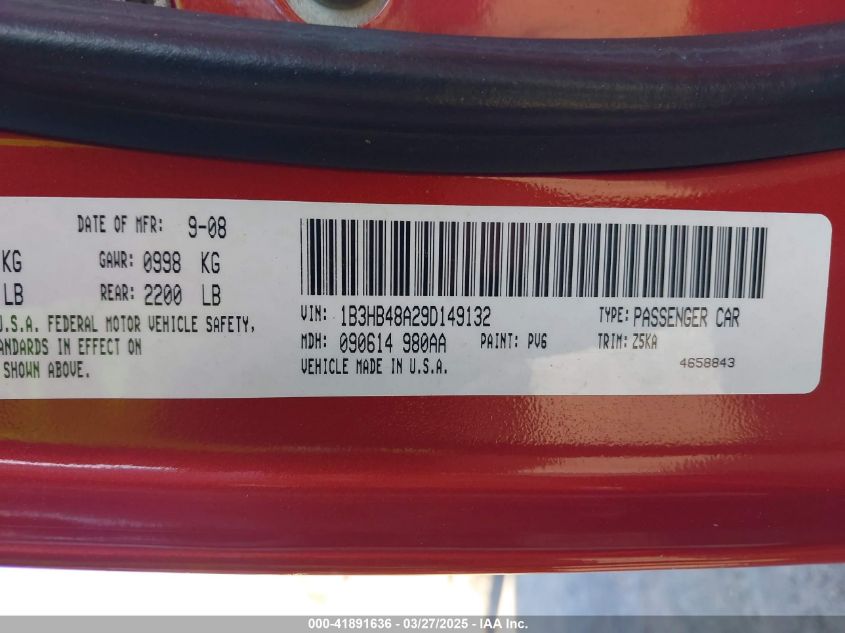 DATE OF MFR: 9-08
KG GAWR: 0998 KG
LB REAR: 2200 LB
U.S.A. FEDERAL MOTOR VEHICLE SAFETY,
ANDARDS IN EFFECT ON
SHOWN ABOVE.
VIN: 1B3HB48A29D149132 TYPE: PASSENGER CAR
MDH: 090614 980AA PAINT: PV6 TRIM: Z5KA
VEHICLE MADE IN U.S.A. 4658843
000-41891636 - 03/27/2025 - IAA Inc.